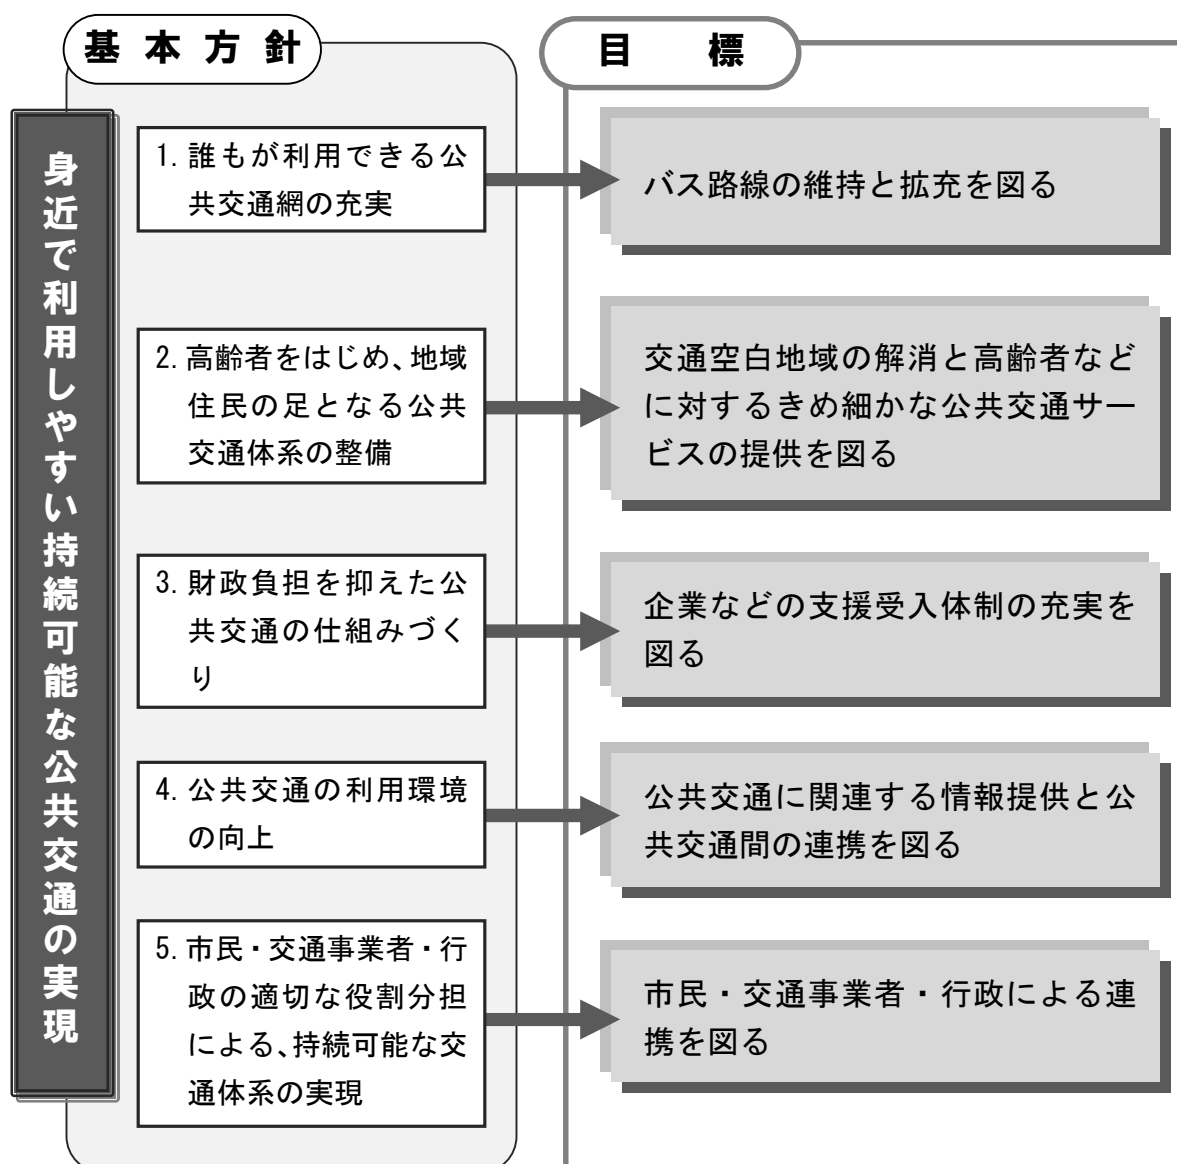 基本方針
目　標
身近で利用しやすい持続可能な公共交通の実現
1. 誰もが利用できる公
共交通網の充実
バス路線の維持と拡充を図る
2. 高齢者をはじめ、地域
住民の足となる公共
交通体系の整備
交通空白地域の解消と高齢者など
に対するきめ細かな公共交通サー
ビスの提供を図る
3. 財政負担を抑えた公
共交通の仕組みづく
り
企業などの支援受入体制の充実を
図る
4. 公共交通の利用環境
の向上
公共交通に関連する情報提供と公
共交通間の連携を図る
5. 市民・交通事業者・行
政の適切な役割分担
による、持続可能な交
通体系の実現
市民・交通事業者・行政による連
携を図る